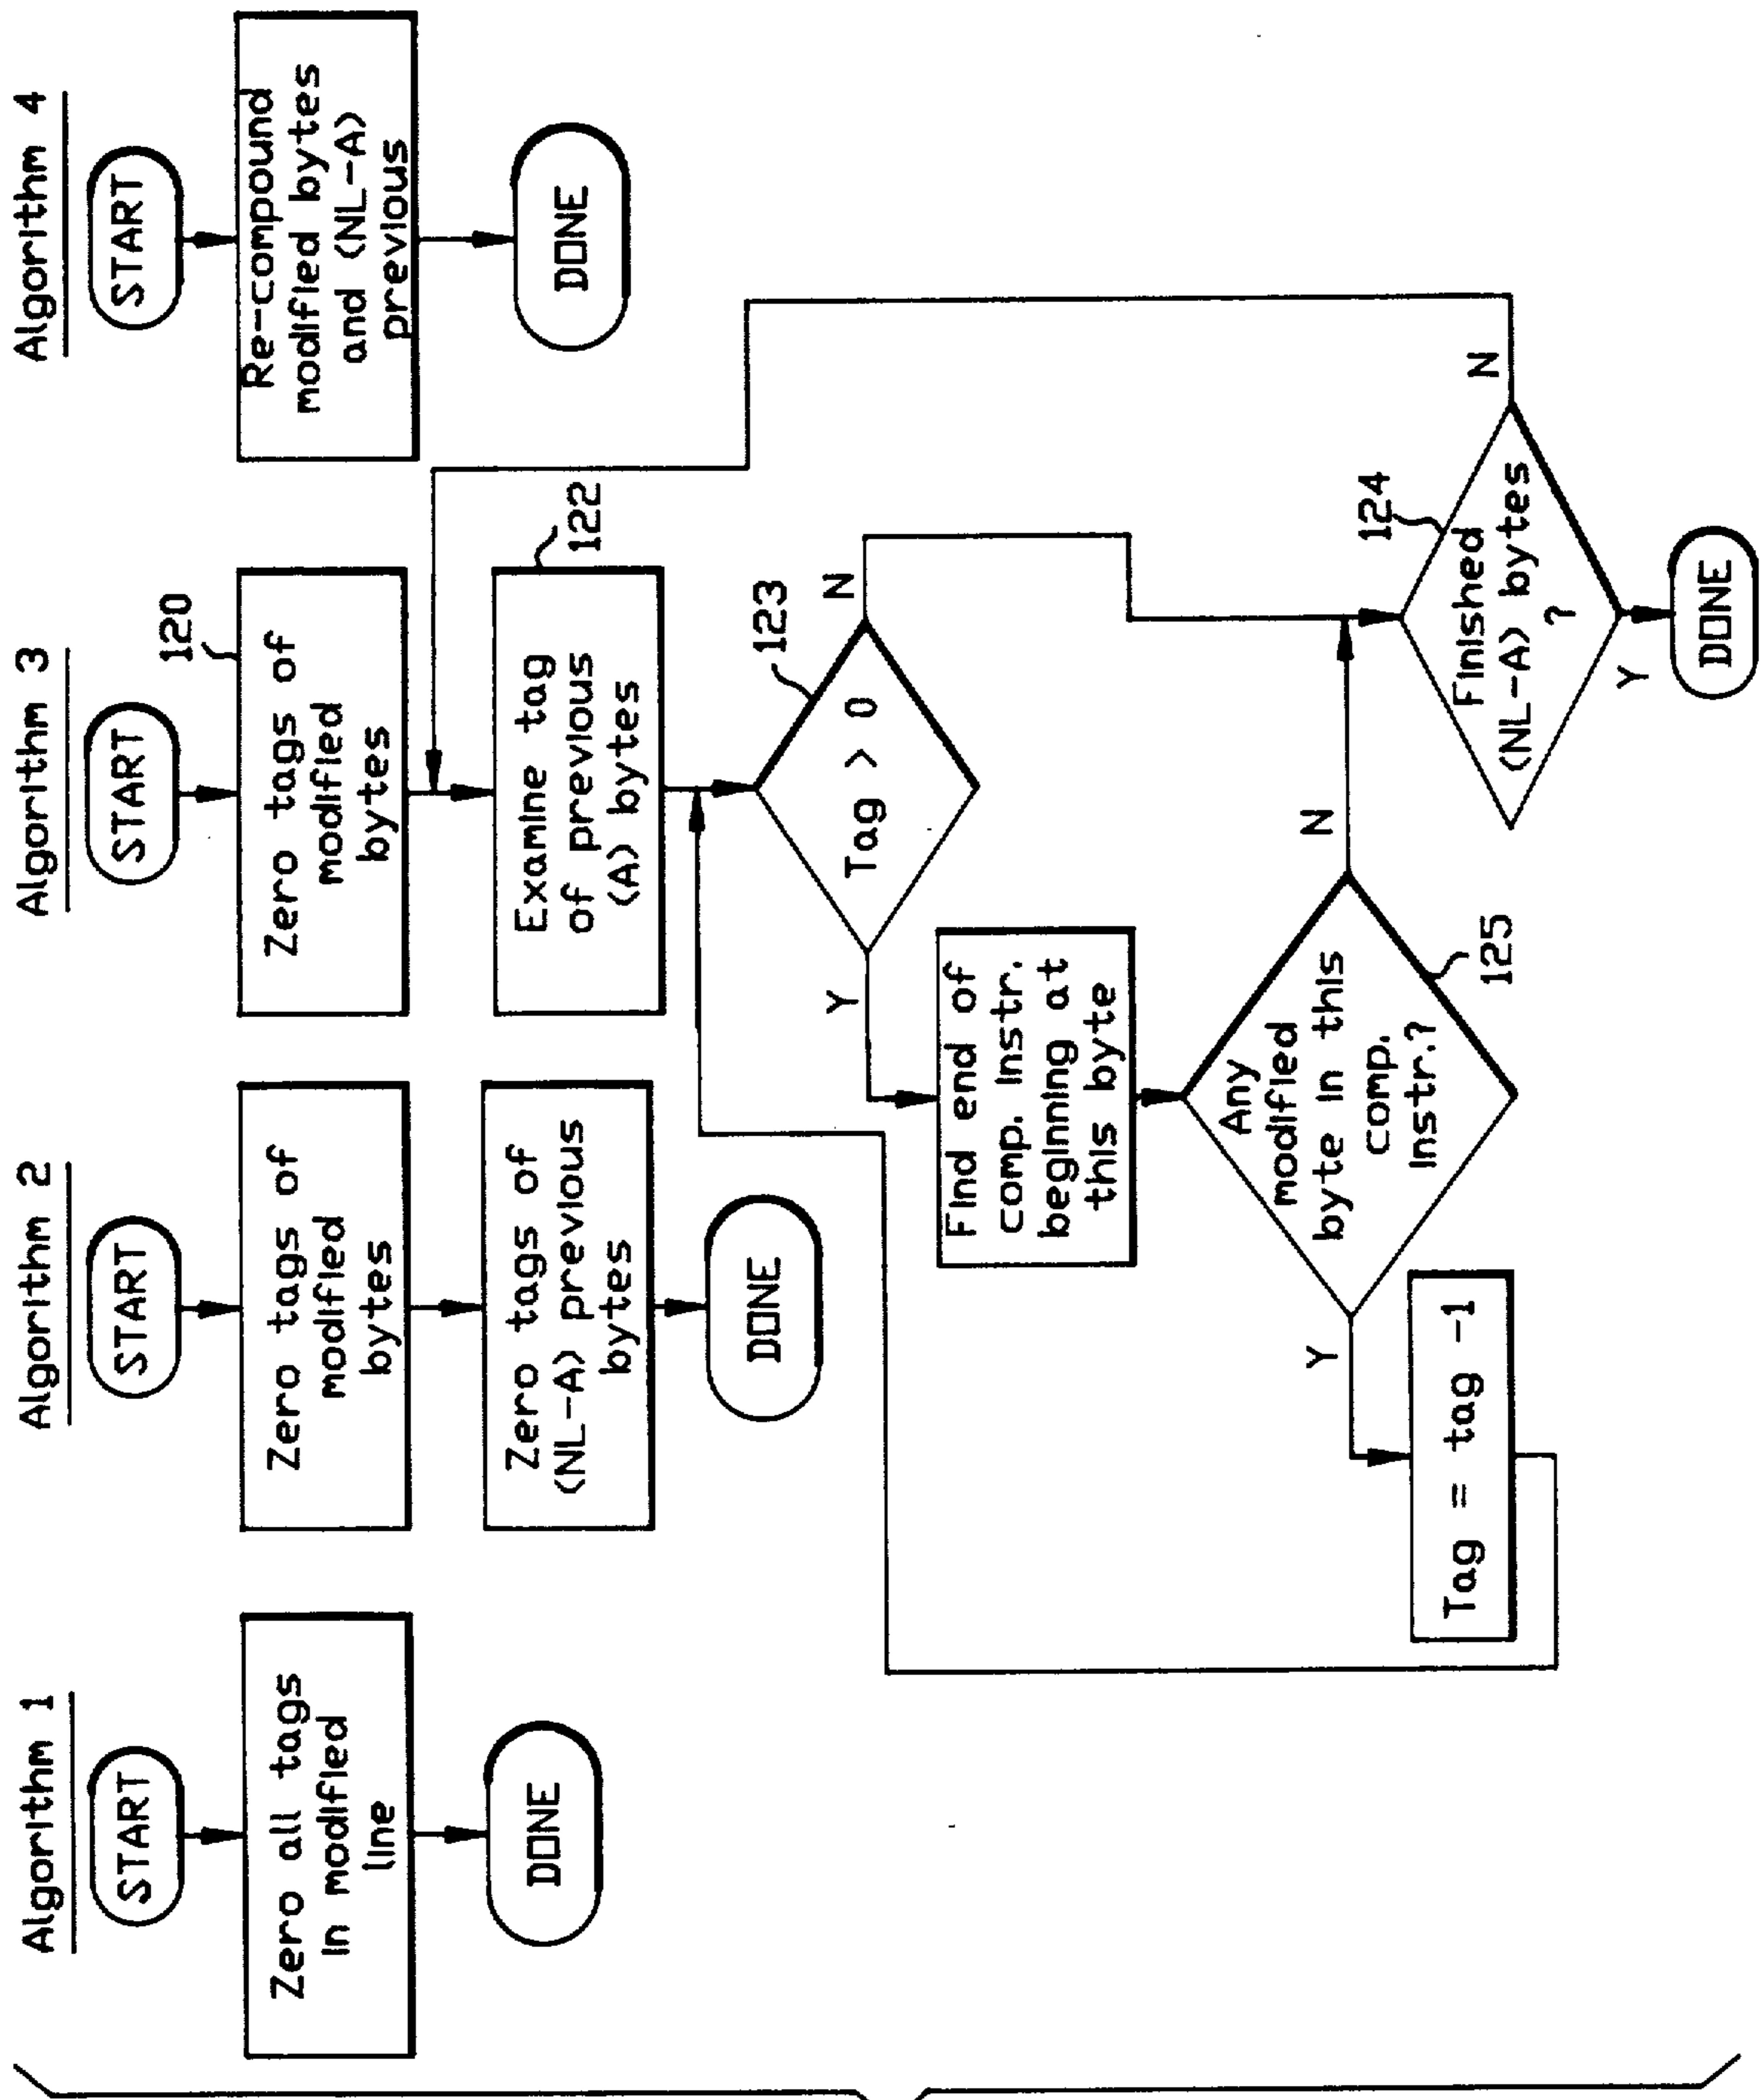 Algorithm 1
START
Zero all tags
in modified
line
DONE
Algorithm 2
START
Zero tags of
modified
bytes
Zero tags of
(NL-A) previous
bytes
DONE
Algorithm 3
START
120
Zero tags of
modified
bytes
122
Examine tag
of previous
(A) bytes
123
Tag > 0
Y
N
Find end of
comp. instr.
beginning at
this byte
125
Any
modified
byte in this
comp.
instr.?
Y
N
Tag = tag -1
124
Finished
(NL-A) bytes
?
Y
N
DONE
Algorithm 4
START
Re-compound
modified bytes
and (NL-A)
previous
DONE